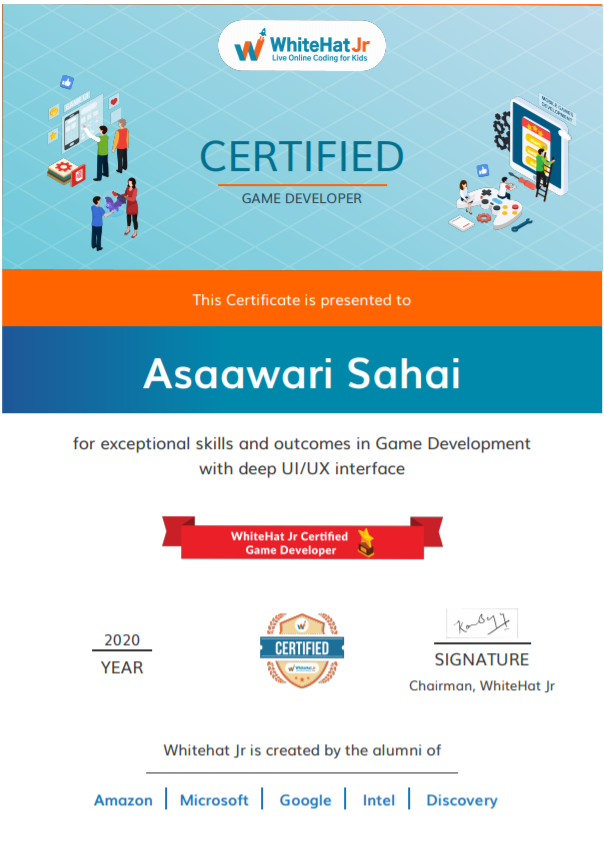 WhiteHat Jr
Live Online Coding for Kids
MOBILE GAMES
DEVELOPMENT
CERTIFIED
GAME DEVELOPER
This Certificate is presented to
Asaawari Sahai
for exceptional skills and outcomes in Game Development
with deep UI/UX interface
WhiteHat Jr Certified
Game Developer
2020
YEAR
CERTIFIED
WhiteHat Jr
SIGNATURE
Chairman, WhiteHat Jr
Whitehat Jr is created by the alumni of
Amazon | Microsoft | Google | Intel | Discovery